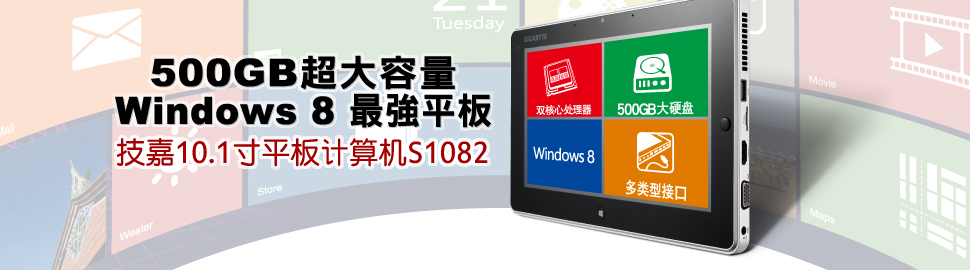 500GB超大容量
Windows 8 最強平板
技嘉10.1寸平板计算机S1082
21
Tuesday
GIGABYTE
双核心处理器
500GB大硬盘
Windows 8
多类型接口
Mail
Weater
Store
Movie
Maps